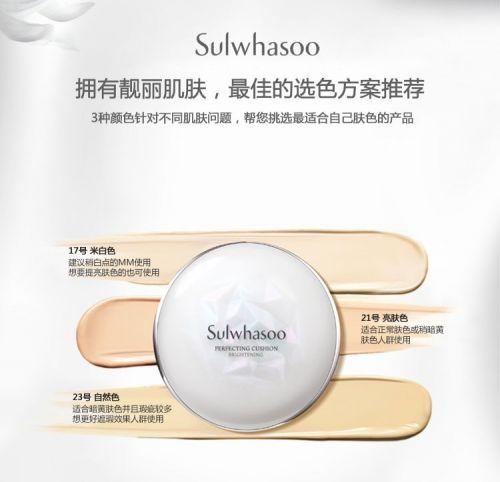 Sulwhasoo
拥有靓丽肌肤，最佳的选色方案推荐
3种颜色针对不同肌肤问题，帮您挑选最适合自己肤色的产品
17号 米白色
建议稍白点的MM使用
想要提亮肤色的也可使用
Sulwhasoo
PERFECTING CUSHION
BRIGHTENING
21号 亮肤色
适合正常肤色或稍暗黄
肤色人群使用
23号 自然色
适合暗黄肤色并且瑕疵较多
想更好遮瑕效果人群使用